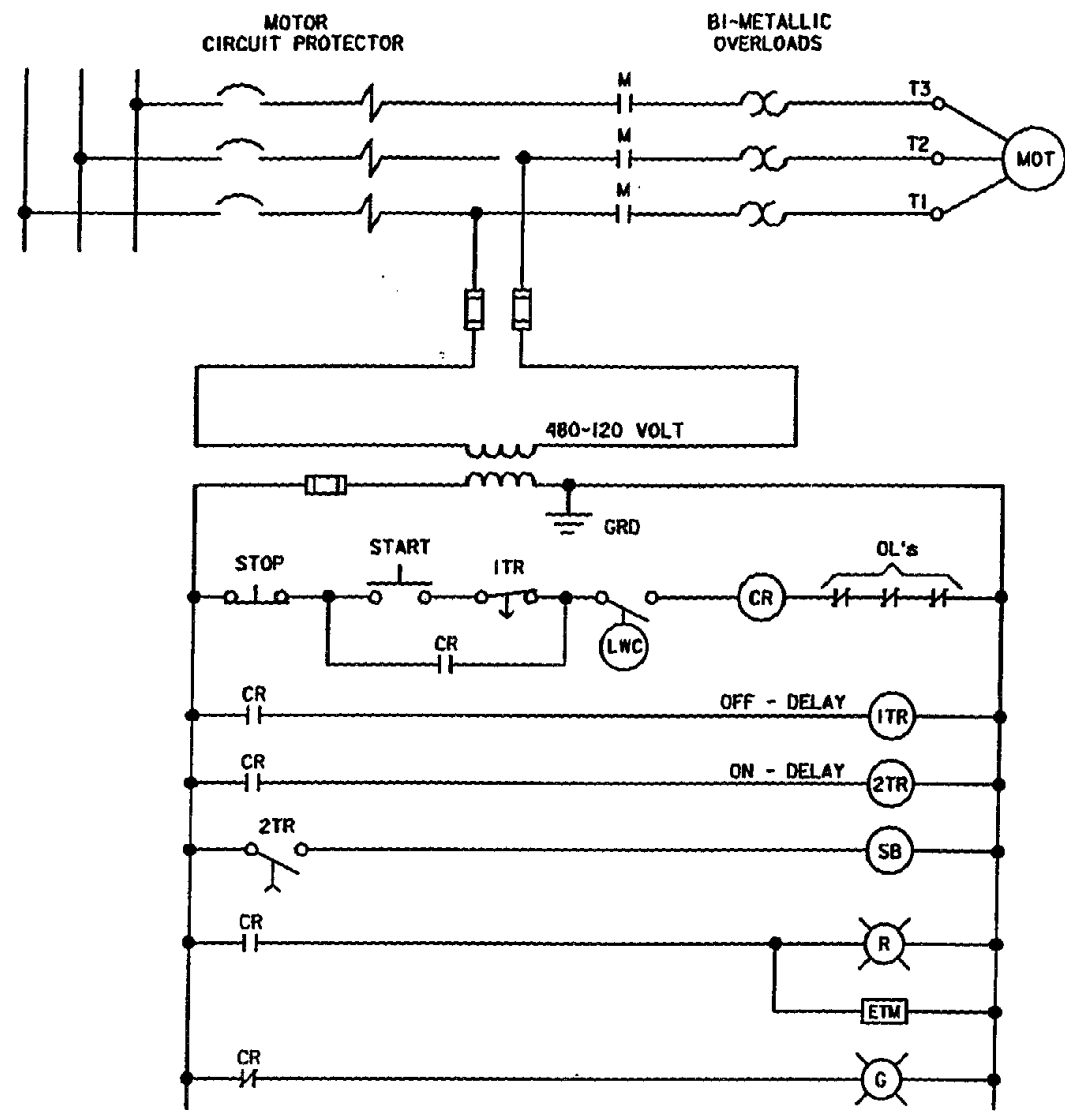 MOTOR
CIRCUIT PROTECTOR
BI-METALLIC
OVERLOADS
M
T3
M
T2
MOT
M
T1
480-120 VOLT
GRD
STOP
START
1TR
OL's
CR
LWC
CR
CR
OFF - DELAY
1TR
CR
ON - DELAY
2TR
2TR
SB
CR
R
ETM
CR
G